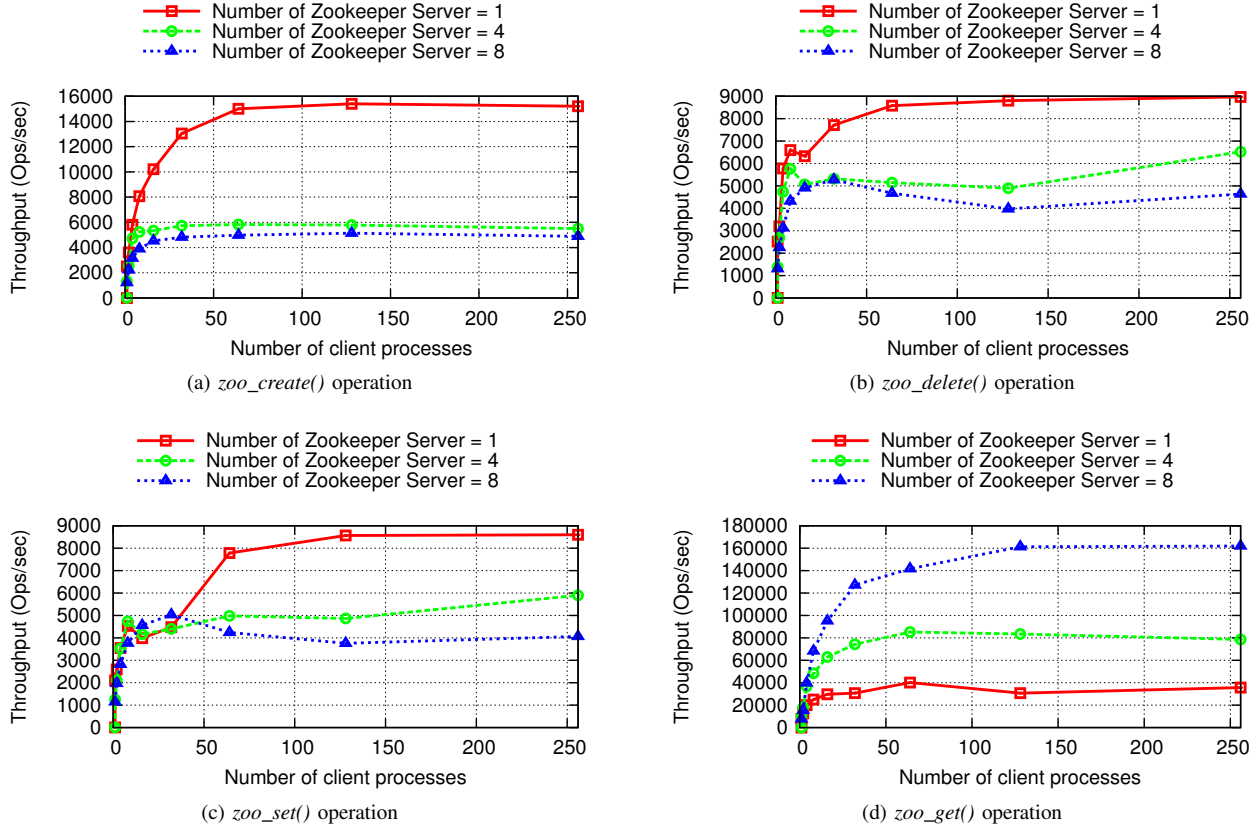 Number of Zookeeper Server = 1
Number of Zookeeper Server = 4
Number of Zookeeper Server = 8
16000
14000
12000
10000
8000
6000
4000
2000
0
Throughput (Ops/sec)
0 50 100 150 200 250
Number of client processes
(a) zoo_create() operation
Number of Zookeeper Server = 1
Number of Zookeeper Server = 4
Number of Zookeeper Server = 8
9000
8000
7000
6000
5000
4000
3000
2000
1000
0
Throughput (Ops/sec)
0 50 100 150 200 250
Number of client processes
(b) zoo_delete() operation
Number of Zookeeper Server = 1
Number of Zookeeper Server = 4
Number of Zookeeper Server = 8
9000
8000
7000
6000
5000
4000
3000
2000
1000
0
Throughput (Ops/sec)
0 50 100 150 200 250
Number of client processes
(c) zoo_set() operation
Number of Zookeeper Server = 1
Number of Zookeeper Server = 4
Number of Zookeeper Server = 8
180000
160000
140000
120000
100000
80000
60000
40000
20000
0
Throughput (Ops/sec)
0 50 100 150 200 250
Number of client processes
(d) zoo_get() operation